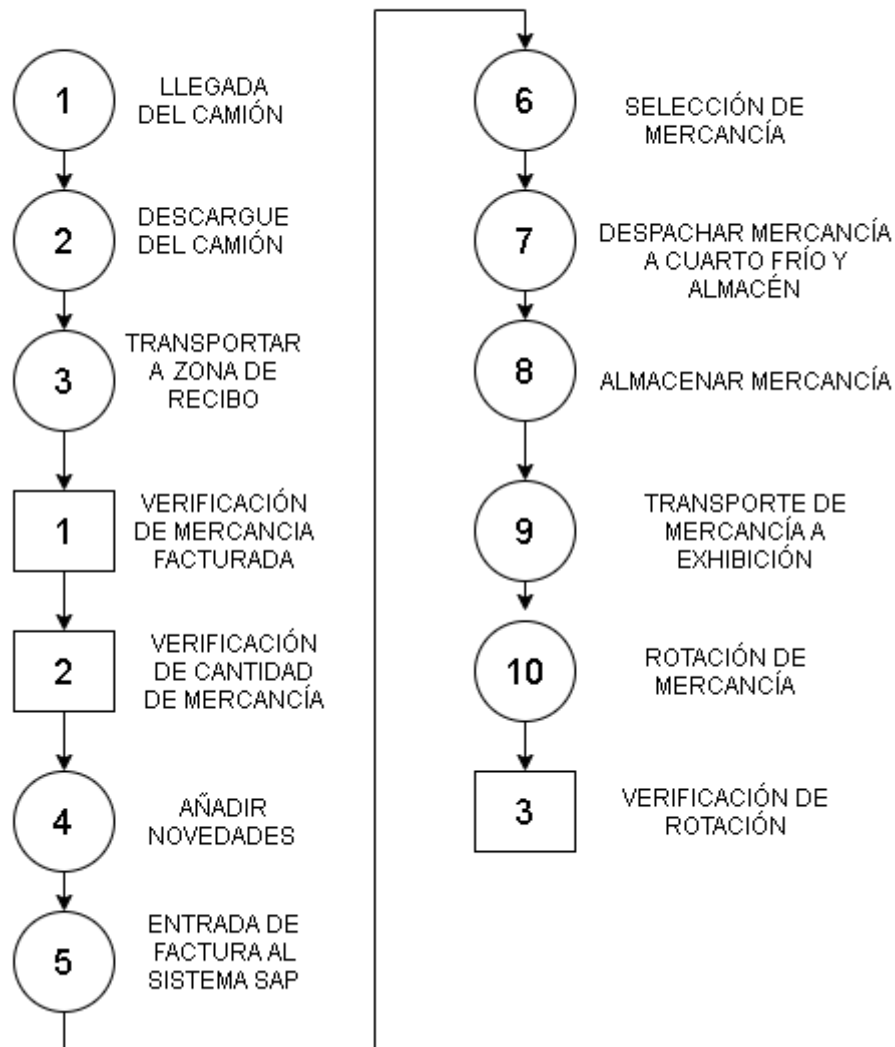 1
LLEGADA
DEL CAMIÓN
2
DESCARGUE
DEL CAMIÓN
3
TRANSPORTAR
A ZONA DE
RECIBO
1
VERIFICACIÓN
DE MERCANCIA
FACTURADA
2
VERIFICACIÓN
DE CANTIDAD
DE MERCANCÍA
4
AÑADIR
NOVEDADES
5
ENTRADA DE
FACTURA AL
SISTEMA SAP
6
SELECCIÓN DE
MERCANCÍA
7
DESPACHAR MERCANCÍA
A CUARTO FRÍO Y
ALMACÉN
8
ALMACENAR MERCANCÍA
9
TRANSPORTE DE
MERCANCÍA A
EXHIBICIÓN
10
ROTACIÓN DE
MERCANCÍA
3
VERIFICACIÓN DE
ROTACIÓN